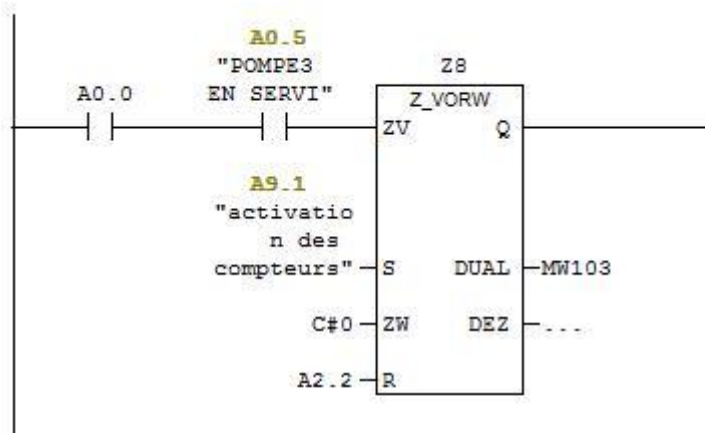 A0.5
"POMPE3
EN SERVI"
A0.0
Z8
Z_VORW
ZV
Q
A9.1
"activatio
n des
compteurs"
S
DUAL
MW103
C#0
ZW
DEZ
...
A2.2
R